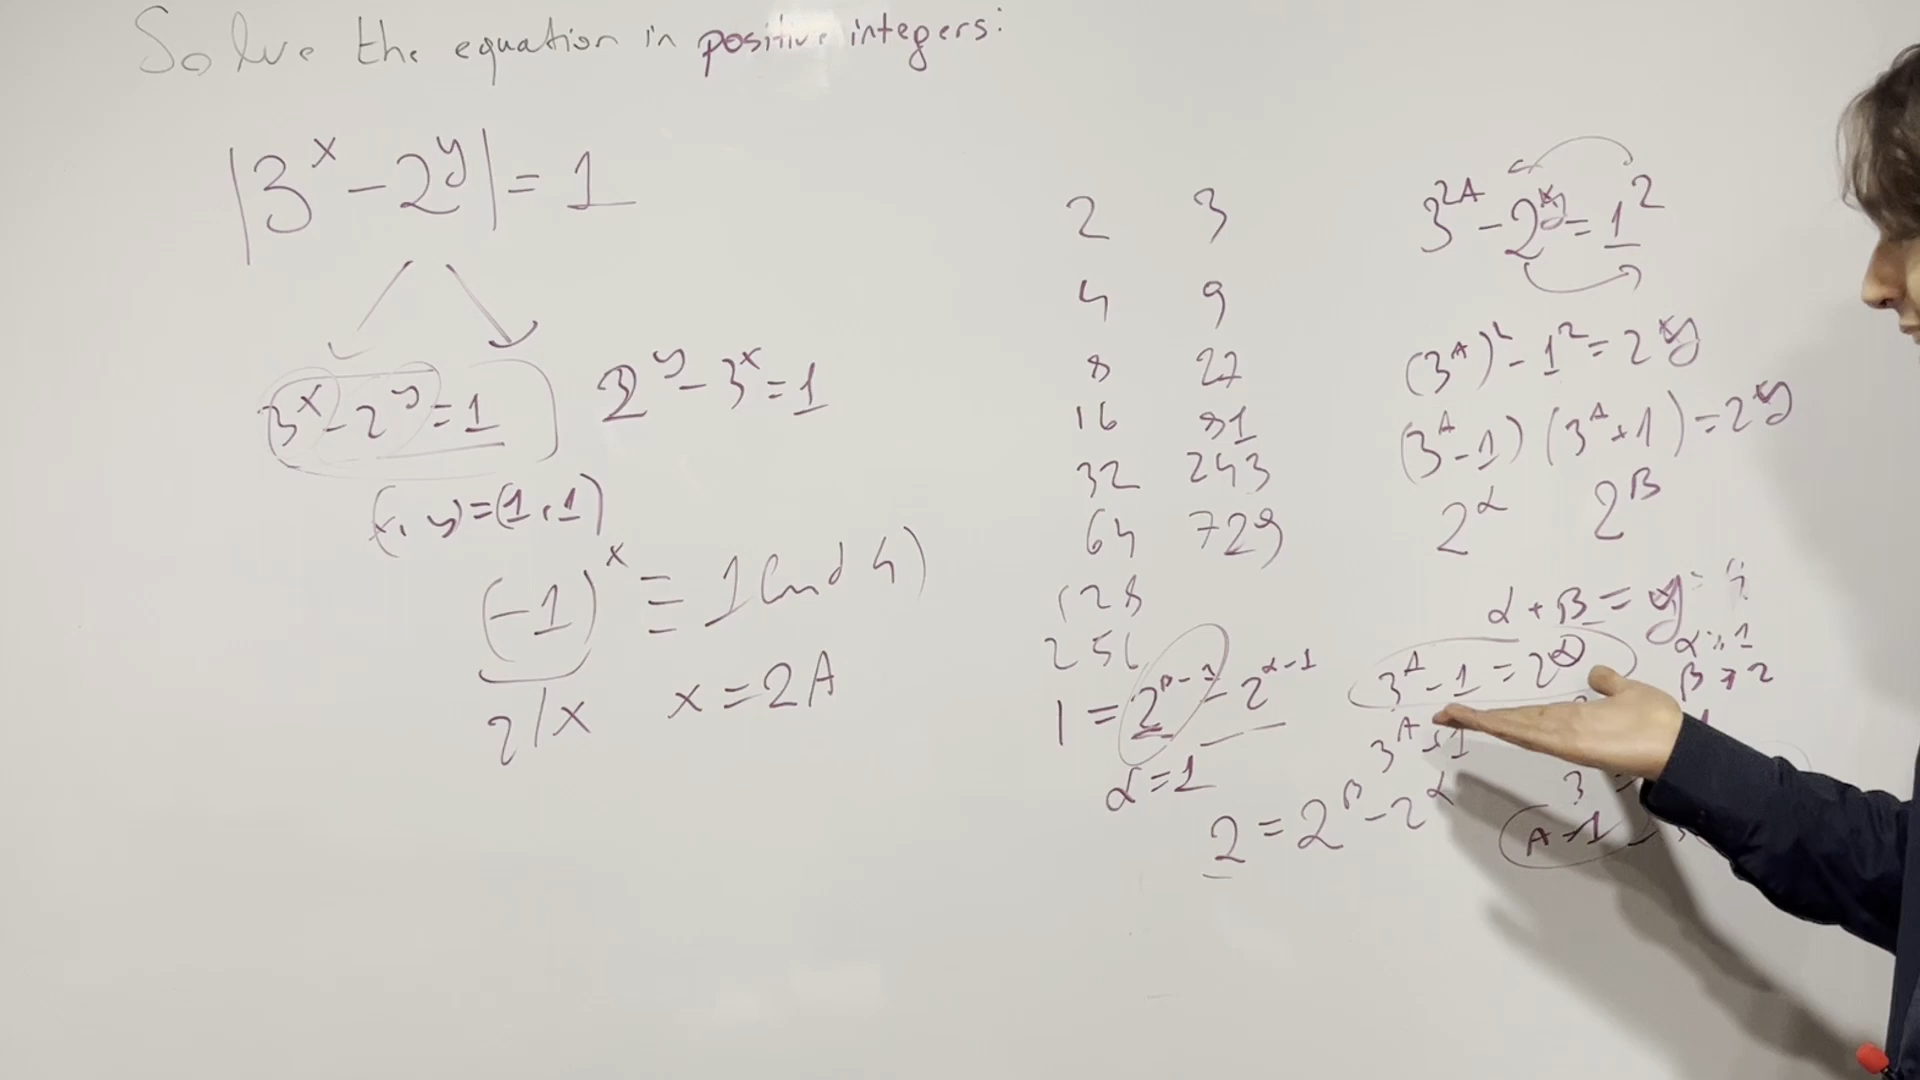 Solve the equation in positive integers:
|3^x - 2^y| = 1
3^x - 2^y = 1
2^y - 3^x = 1
(x, y) = (1, 1)
(-1)^x ≡ 1 (mod 4)
2/x x = 2A
2 3
4 9
8 27
16 81
32 243
64 729
128
256
1 = 2^(β-1) - 2^(α-1)
α = 1
2 = 2^β - 2^α
3^(2A) - 2^y = 1^2
(3^A)^2 - 1^2 = 2^y
(3^A - 1) (3^A + 1) = 2^y
2^α 2^β
α + β = y
3^A - 1 = 2^α
3^A + 1